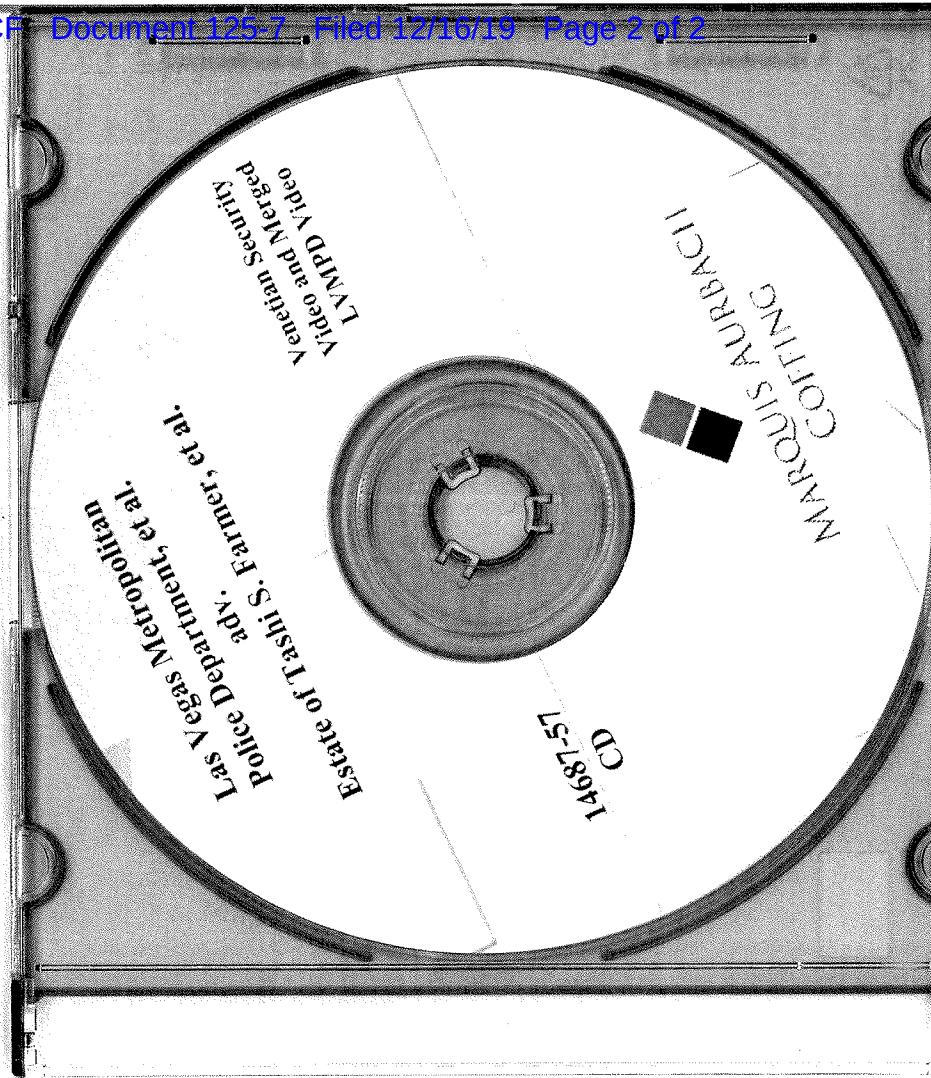 CF Document 125-7 Filed 12/16/19 Page 2 of 2
Venetian Security
Video and Merged
LVMPD Video
MARQUIS AURBACH
COFFING
Las Vegas Metropolitan
Police Department, et al.
adv.
Estate of Tashi S. Farmer, et al.
14687-57
CD